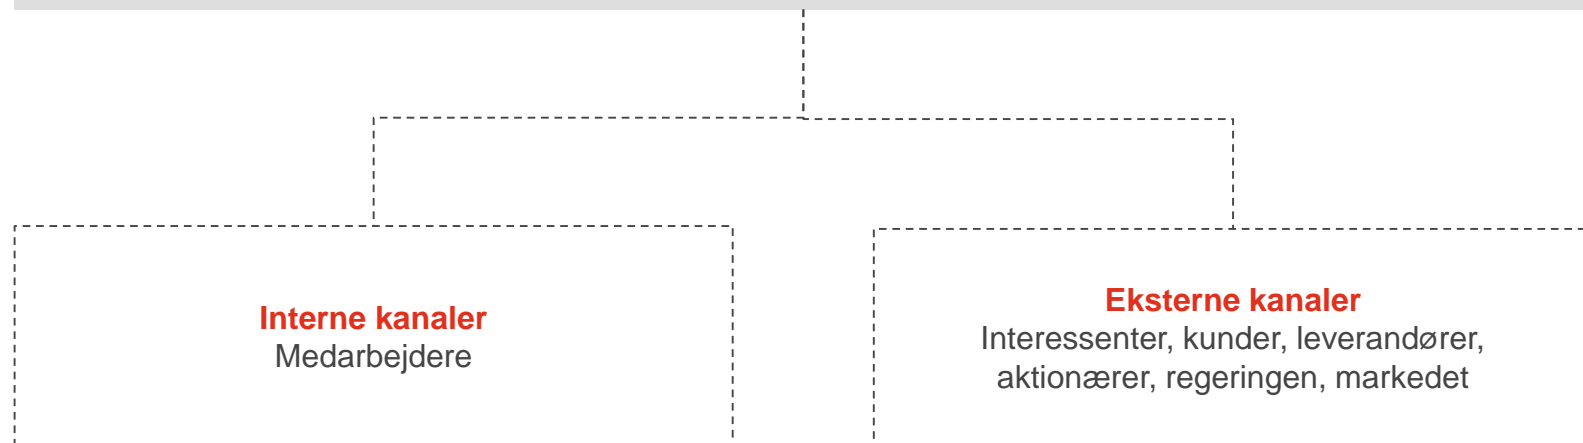 Interne kanaler
Medarbejdere
Eksterne kanaler
Interessenter, kunder, leverandører,
aktionærer, regeringen, markedet